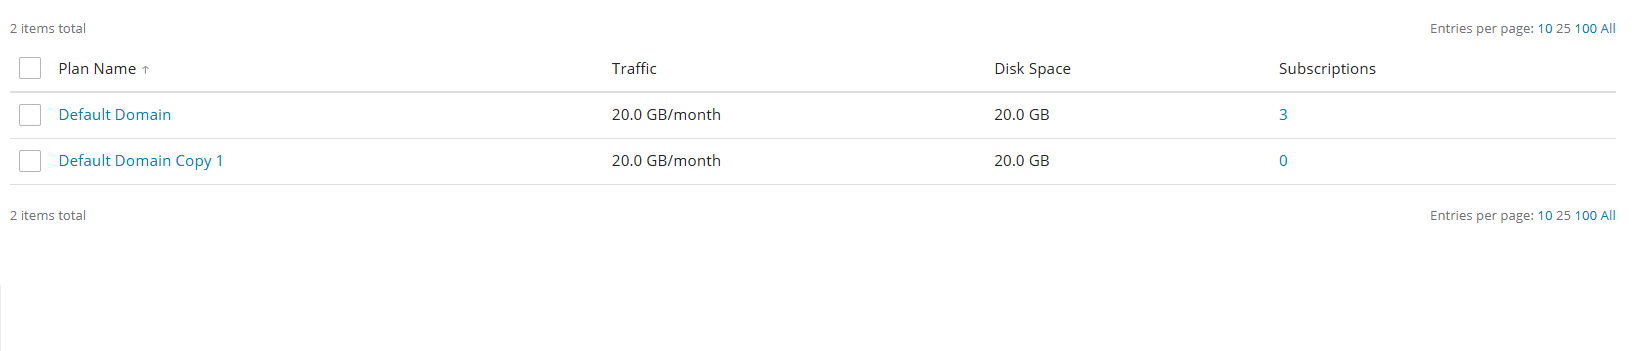 2 items total Entries per page: 10 25 100 All
Plan Name ↑ Traffic Disk Space Subscriptions
Default Domain 20.0 GB/month 20.0 GB 3
Default Domain Copy 1 20.0 GB/month 20.0 GB 0
2 items total Entries per page: 10 25 100 All